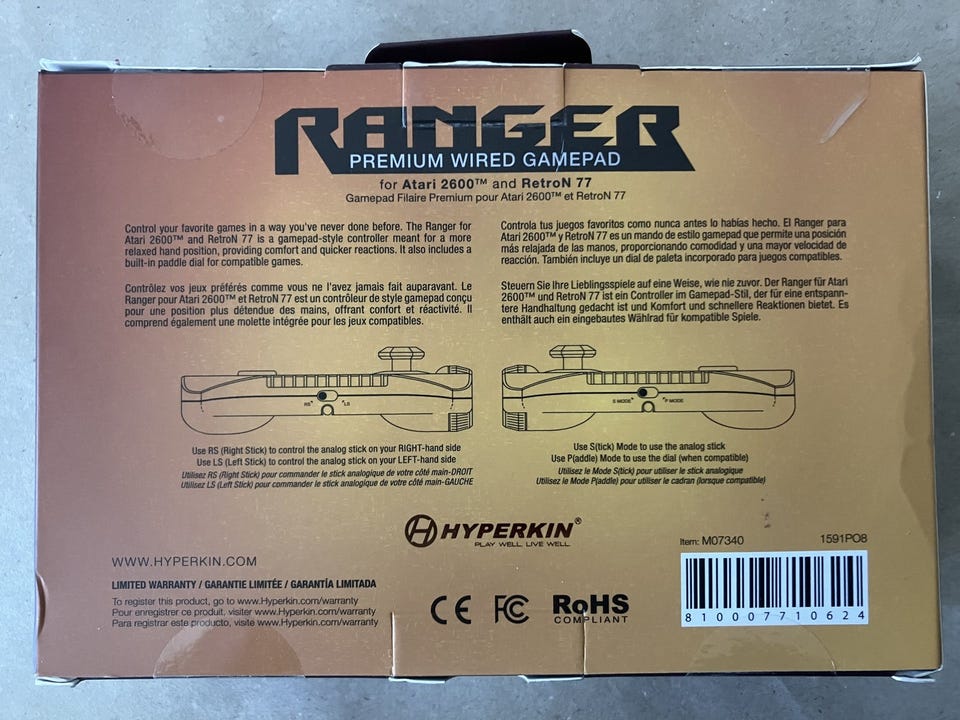 RANGER
PREMIUM WIRED GAMEPAD
for Atari 2600™ and RetroN 77
Gamepad Filaire Premium pour Atari 2600™ et RetroN 77
Control your favorite games in a way you've never done before. The Ranger for
Atari 2600™ and RetroN 77 is a gamepad-style controller meant for a more
relaxed hand position, providing comfort and quicker reactions. It also includes a
built-in paddle dial for compatible games.
Contrôlez vos jeux préférés comme vous ne l'avez jamais fait auparavant. Le
Ranger pour Atari 2600™ et RetroN 77 est un contrôleur de style gamepad conçu
pour une position plus détendue des mains, offrant confort et réactivité. Il
comprend également une molette intégrée pour les jeux compatibles.
Controla tus juegos favoritos como nunca antes lo habías hecho. El Ranger para
Atari 2600™ y RetroN 77 es un mando de estilo gamepad que permite una posición
más relajada de las manos, proporcionando comodidad y una mayor velocidad de
reacción. También incluye un dial de paleta incorporado para juegos compatibles.
Steuern Sie Ihre Lieblingsspiele auf eine Weise, wie nie zuvor. Der Ranger für Atari
2600™ und RetroN 77 ist ein Controller im Gamepad-Stil, der für eine entspann-
tere Handhaltung gedacht ist und Komfort und schnellere Reaktionen bietet. Es
enthält auch ein eingebautes Wählrad für kompatible Spiele.
RS LS
S MODE P MODE
Use RS (Right Stick) to control the analog stick on your RIGHT-hand side
Use LS (Left Stick) to control the analog stick on your LEFT-hand side
Utilisez RS (Right Stick) pour commander le stick analogique de votre côté main-DROIT
Utilisez LS (Left Stick) pour commander le stick analogique de votre côté main-GAUCHE
Use S(tick) Mode to use the analog stick
Use P(addle) Mode to use the dial (when compatible)
Utilisez le Mode S(tick) pour utiliser le stick analogique
Utilisez le Mode P(addle) pour utiliser le cadran (lorsque compatible)
HYPERKIN®
PLAY WELL. LIVE WELL.
WWW.HYPERKIN.COM
LIMITED WARRANTY / GARANTIE LIMITÉE / GARANTÍA LIMITADA
To register this product, go to www.Hyperkin.com/warranty
Pour enregistrer ce produit, visiter www.Hyperkin.com/warranty
Para registrar este producto, visite www.Hyperkin.com/warranty
CE FC RoHS
COMPLIANT
Item: M07340 1591PO8
810007710624